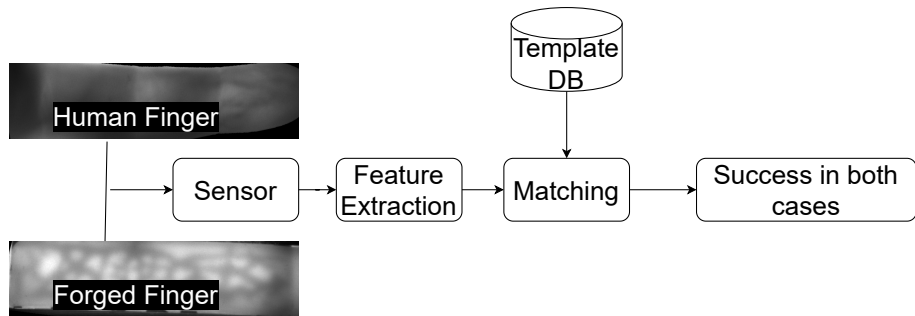 Template
DB
Human Finger
Sensor
Feature
Extraction
Matching
Success in both
cases
Forged Finger